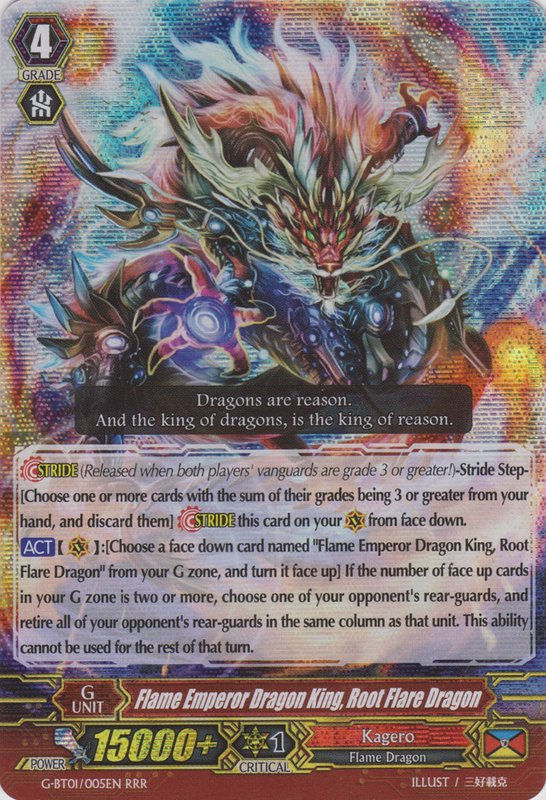 4
GRADE
Dragons are reason.
And the king of dragons, is the king of reason.
STRIDE (Released when both players' vanguards are grade 3 or greater!)-Stride Step-
[Choose one or more cards with the sum of their grades being 3 or greater from your
hand, and discard them] STRIDE this card on your V from face down.
ACT【V】:[Choose a face down card named "Flame Emperor Dragon King, Root
Flare Dragon" from your G zone, and turn it face up] If the number of face up cards
in your G zone is two or more, choose one of your opponent's rear-guards, and
retire all of your opponent's rear-guards in the same column as that unit. This ability
cannot be used for the rest of that turn.
G
UNIT
Flame Emperor Dragon King, Root Flare Dragon
POWER
15000+
1
CRITICAL
Kagero
Flame Dragon
G-BT01/005EN RRR
ILLUST / 三好載克